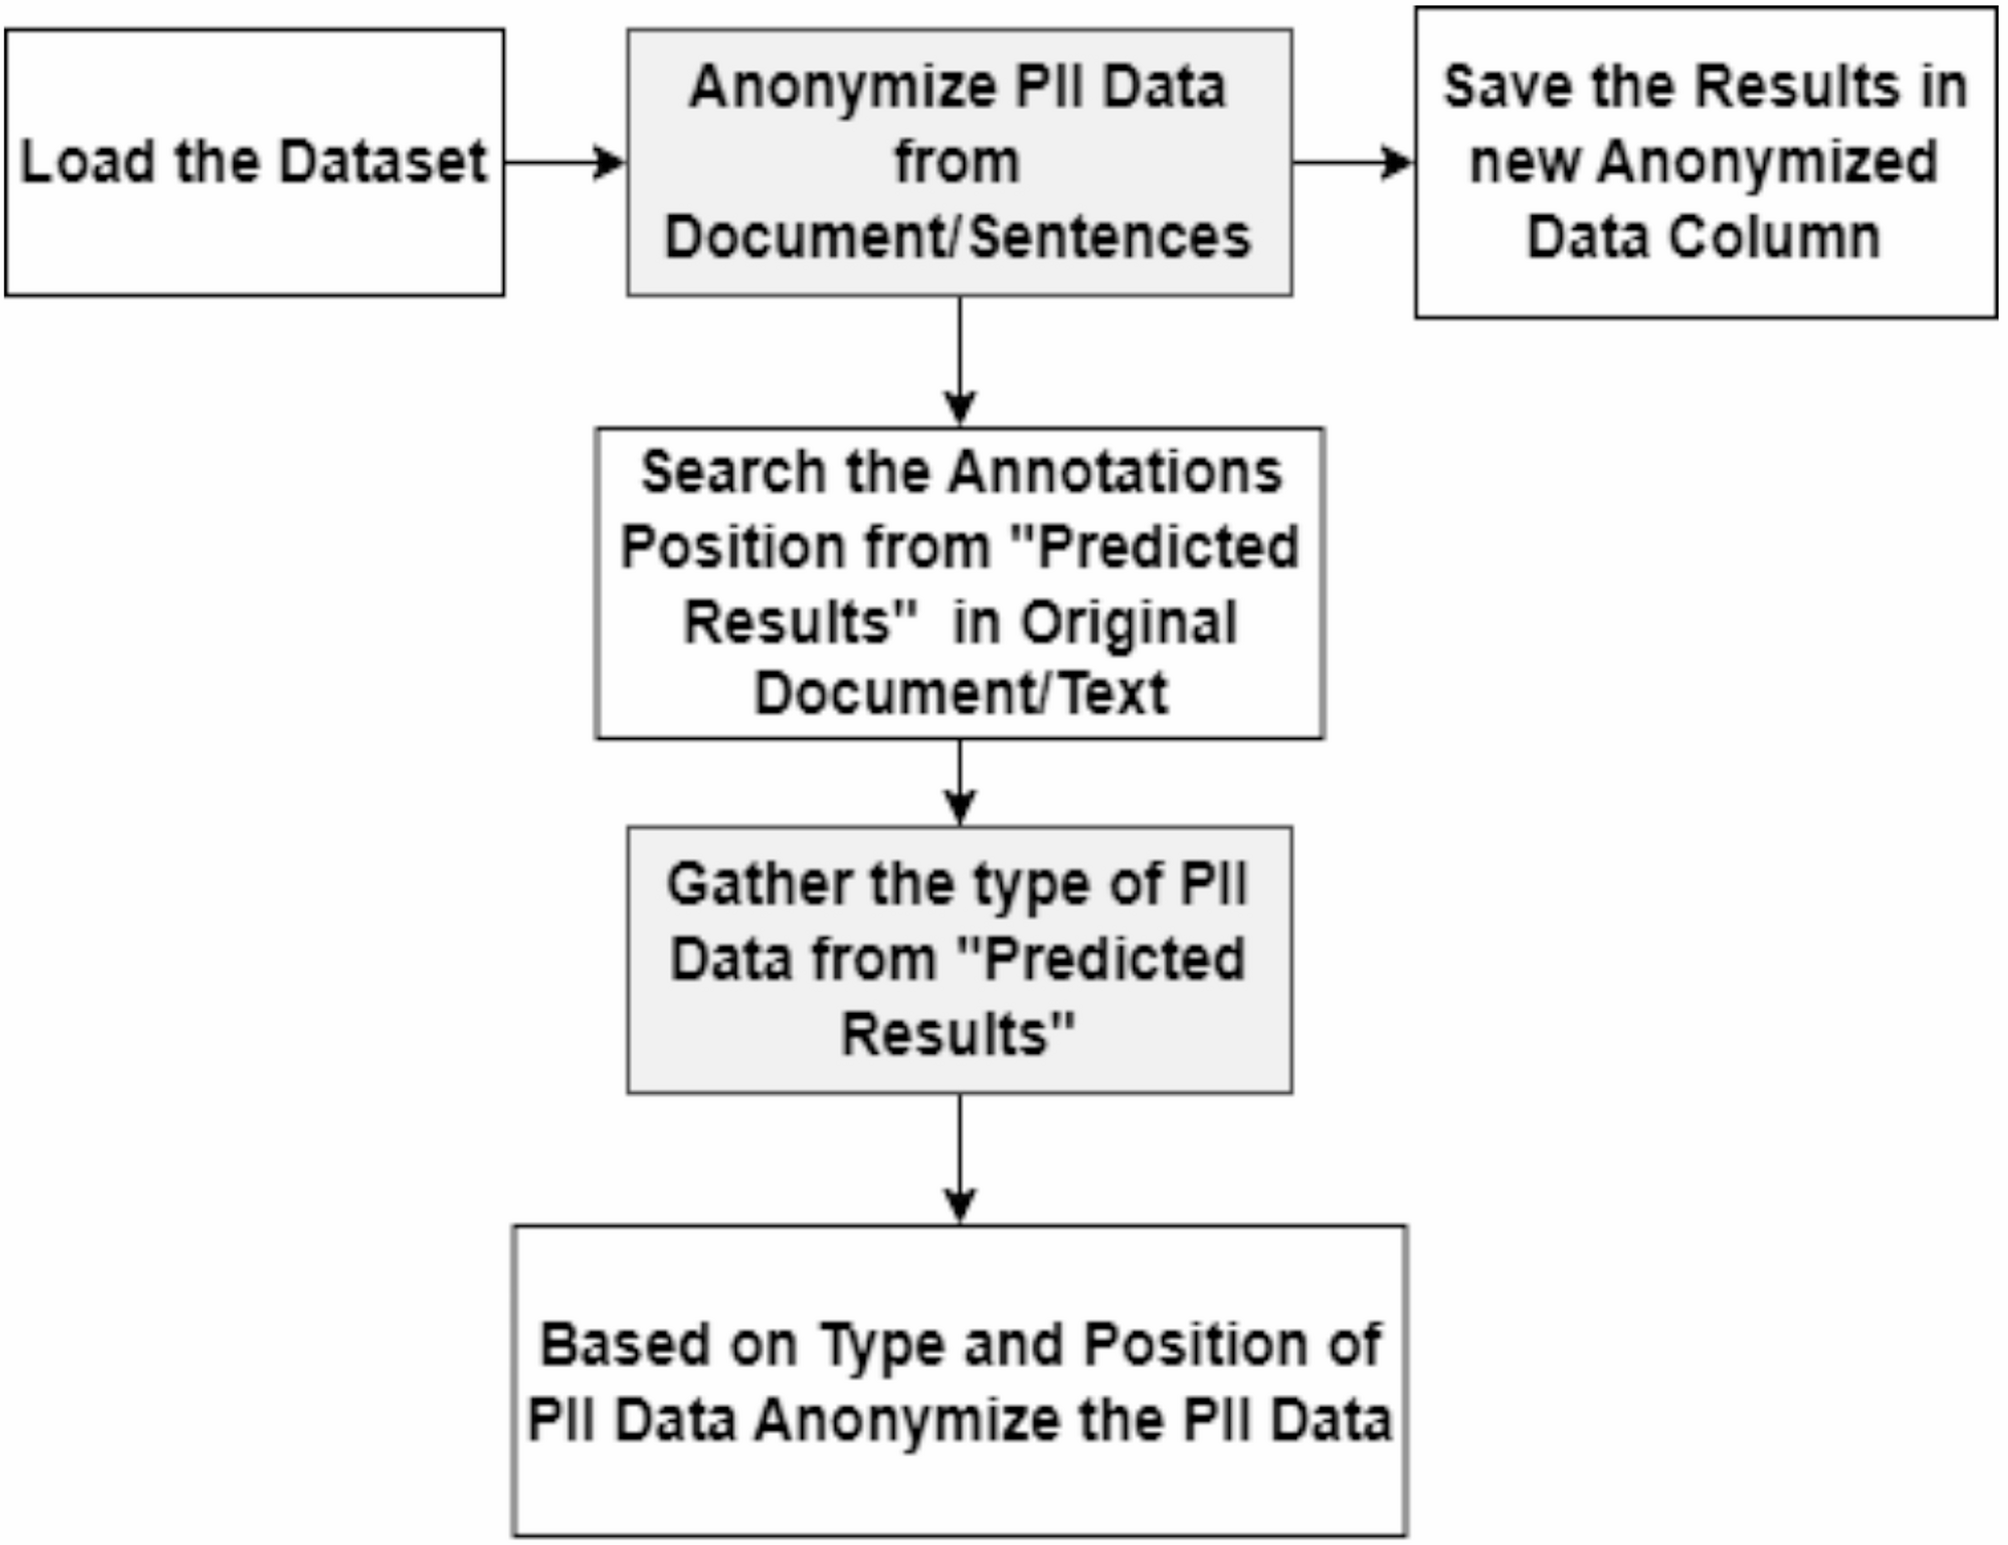 Load the Dataset
Anonymize PII Data
from
Document/Sentences
Save the Results in
new Anonymized
Data Column
Search the Annotations
Position from "Predicted
Results"  in Original
Document/Text
Gather the type of PII
Data from "Predicted
Results"
Based on Type and Position of
PII Data Anonymize the PII Data